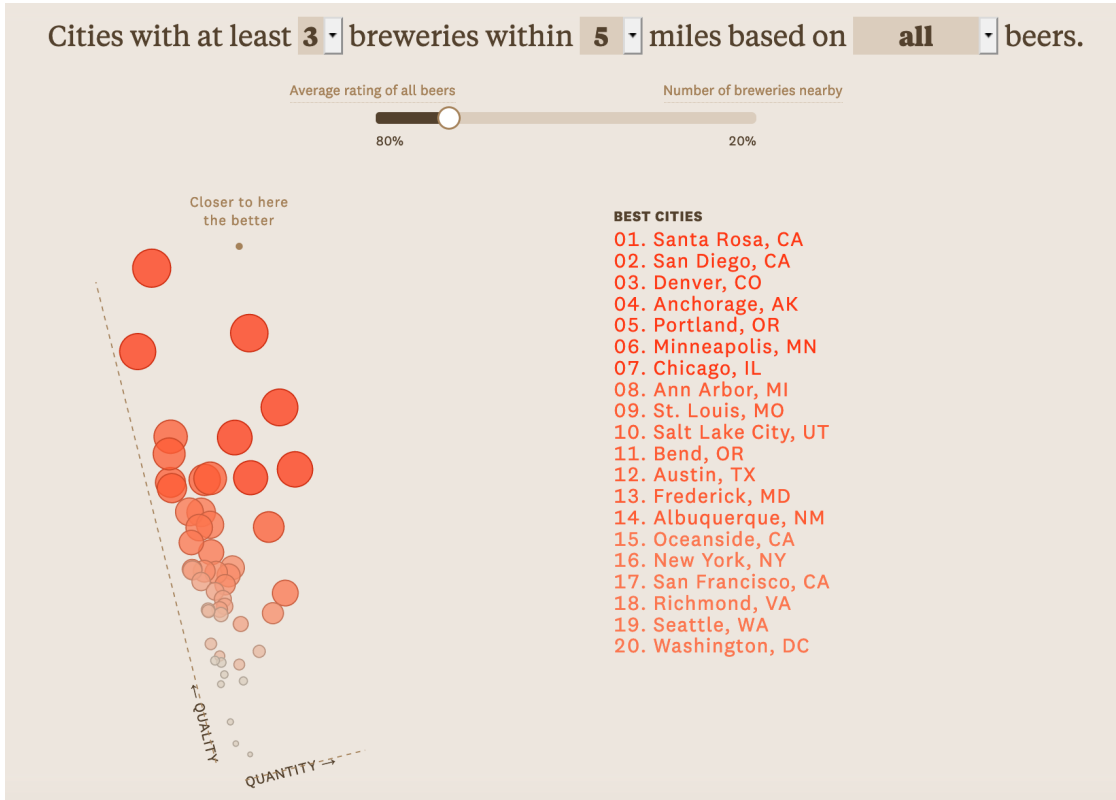 Cities with at least 3 breweries within 5 miles based on all beers.
Average rating of all beers Number of breweries nearby
80% 20%
Closer to here
the better
BEST CITIES
01. Santa Rosa, CA
02. San Diego, CA
03. Denver, CO
04. Anchorage, AK
05. Portland, OR
06. Minneapolis, MN
07. Chicago, IL
08. Ann Arbor, MI
09. St. Louis, MO
10. Salt Lake City, UT
11. Bend, OR
12. Austin, TX
13. Frederick, MD
14. Albuquerque, NM
15. Oceanside, CA
16. New York, NY
17. San Francisco, CA
18. Richmond, VA
19. Seattle, WA
20. Washington, DC
← QUALITY
QUANTITY →